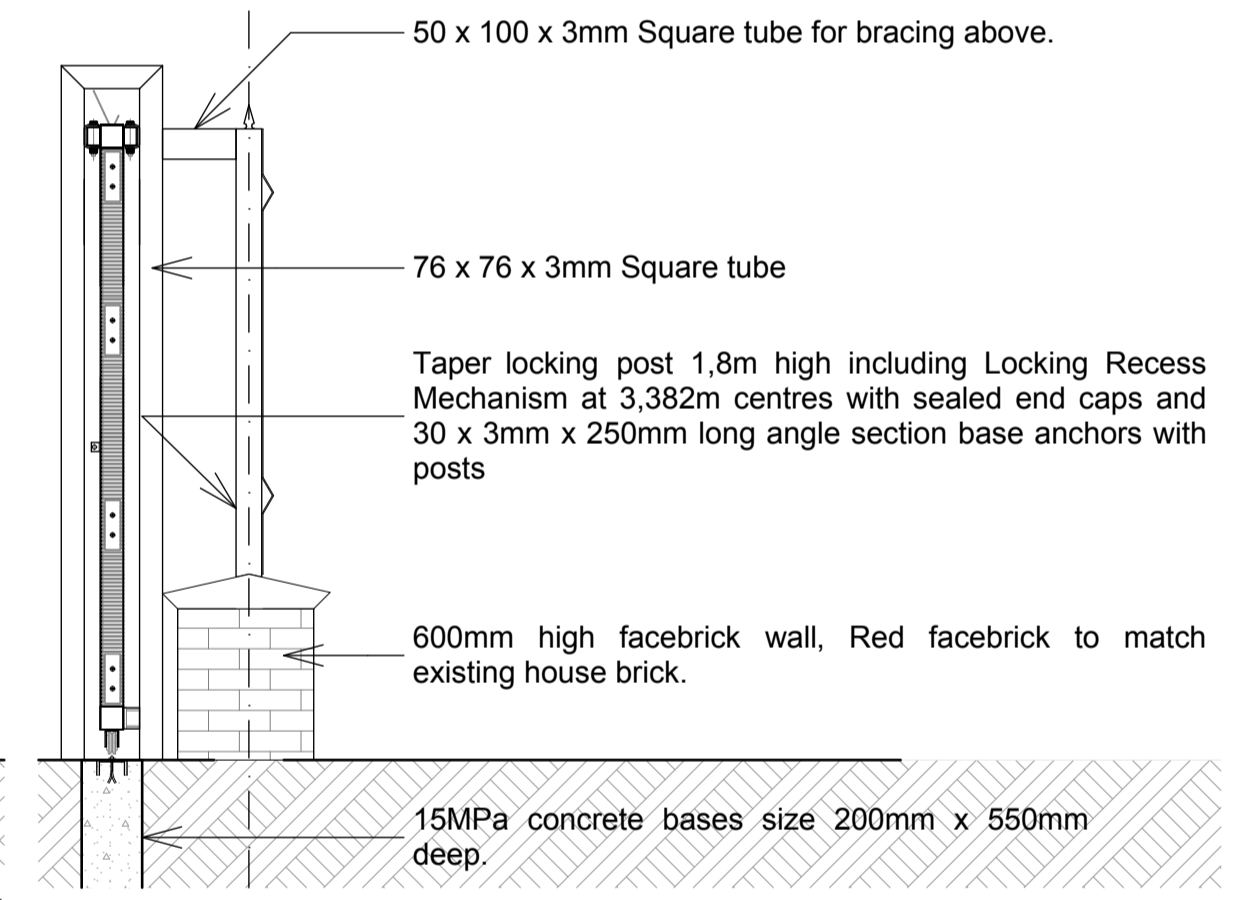 50 x 100 x 3mm Square tube for bracing above.
76 x 76 x 3mm Square tube
Taper locking post 1,8m high including Locking Recess
Mechanism at 3,382m centres with sealed end caps and
30 x 3mm x 250mm long angle section base anchors with
posts
600mm high facebrick wall, Red facebrick to match
existing house brick.
15MPa concrete bases size 200mm x 550mm
deep.